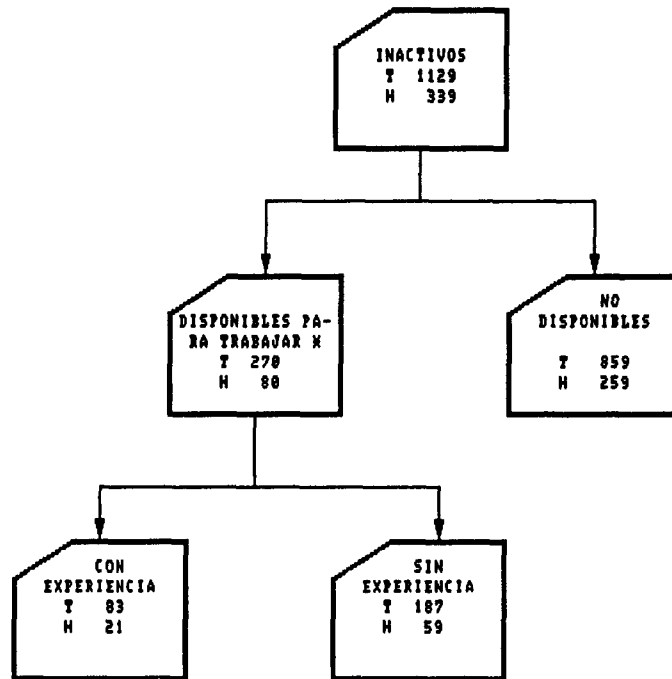 INACTIVOS
T 1129
H 339
DISPONIBLES PA-
RA TRABAJAR *
T 270
H 80
NO
DISPONIBLES
T 859
H 259
CON
EXPERIENCIA
T 83
H 21
SIN
EXPERIENCIA
T 187
H 59